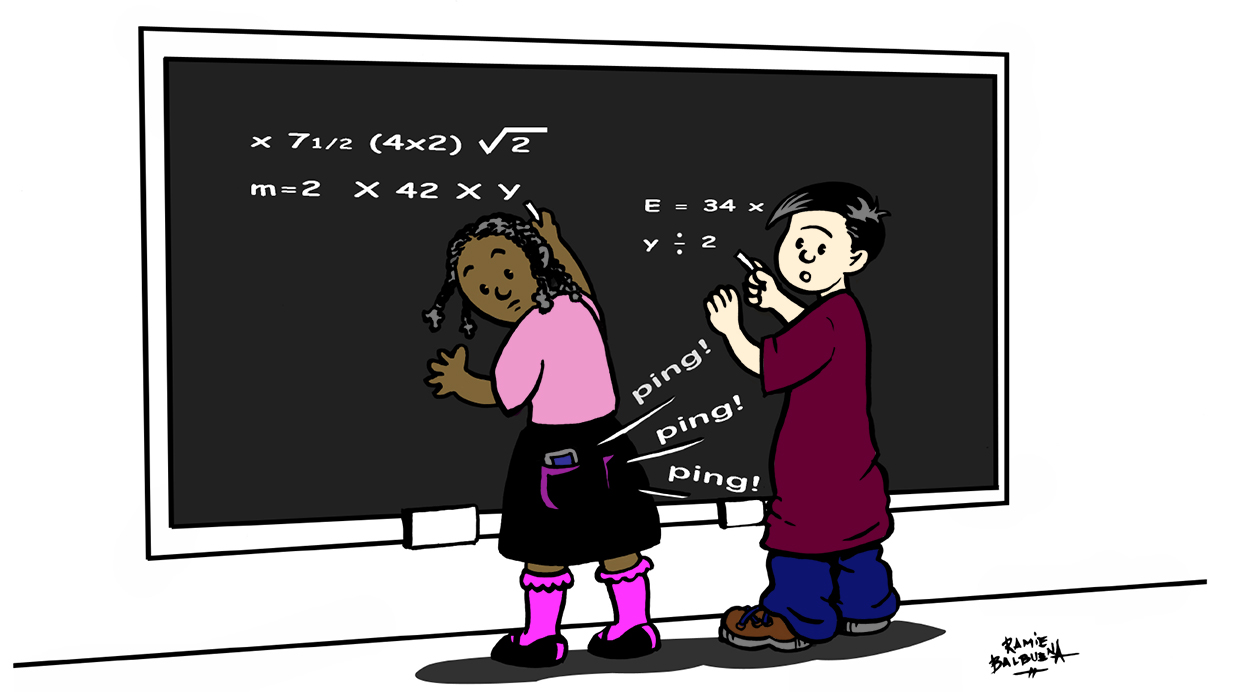 x 71/2 (4x2) √2
m=2 X 42 X Y
E = 34 x
y ÷ 2
ping!
ping!
ping!
RAMIE
BALBUENA